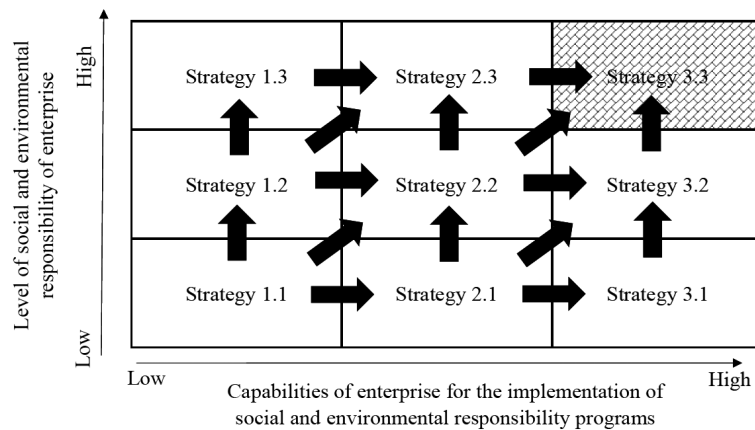 Level of social and environmental
responsibility of enterprise
High
Low
Strategy 1.3
Strategy 2.3
Strategy 3.3
Strategy 1.2
Strategy 2.2
Strategy 3.2
Strategy 1.1
Strategy 2.1
Strategy 3.1
Low
High
Capabilities of enterprise for the implementation of
social and environmental responsibility programs